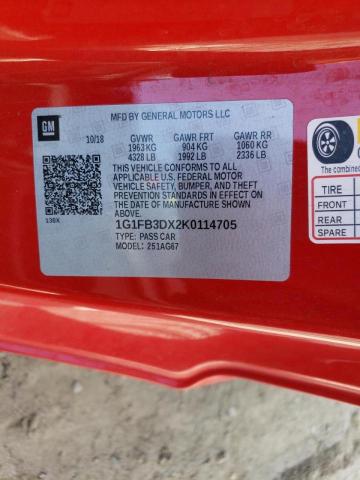 GM
MFD BY GENERAL MOTORS LLC
10/18 GVWR GAWR FRT GAWR RR
1963 KG 904 KG 1060 KG
4328 LB 1992 LB 2336 LB
THIS VEHICLE CONFORMS TO ALL
APPLICABLE U.S. FEDERAL MOTOR
VEHICLE SAFETY, BUMPER, AND THEFT
PREVENTION STANDARDS IN EFFECT ON
THE DATE OF MANUFACTURE SHOWN ABOVE.
1G1FB3DX2K0114705
TYPE: PASS CAR
MODEL: 251AG67
138X
TIRE
FRONT
REAR
SPARE